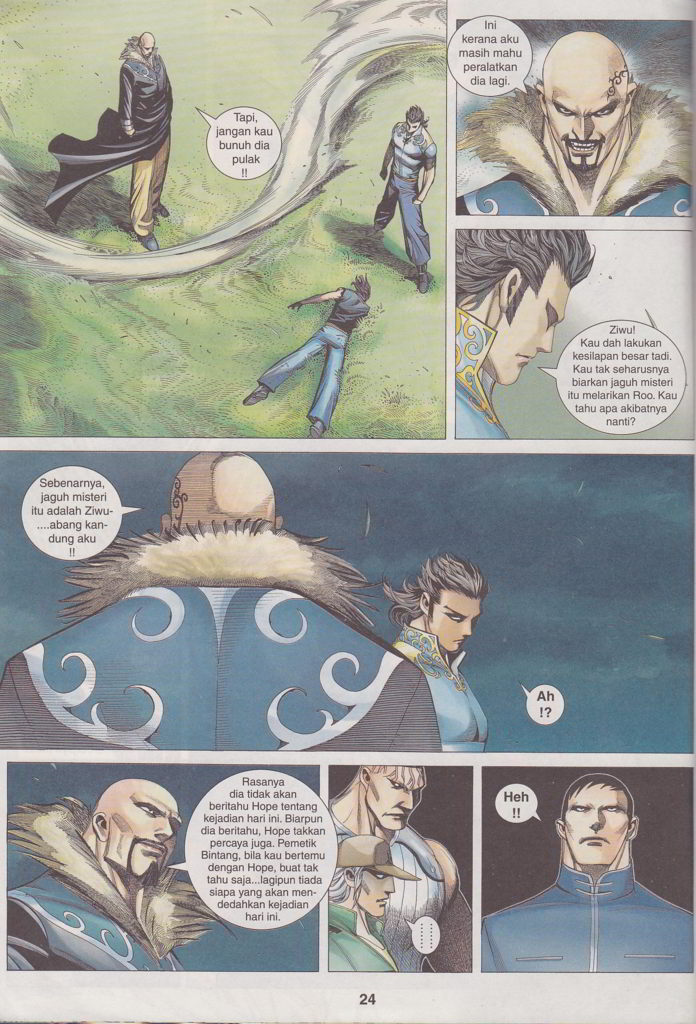 Tapi,
jangan kau
bunuh dia
pulak
!!
Ini
kerana aku
masih mahu
peralatkan
dia lagi.
Ziwu!
Kau dah lakukan
kesilapan besar tadi.
Kau tak seharusnya
biarkan jaguh misteri
itu melarikan Roo. Kau
tahu apa akibatnya
nanti?
Sebenarnya,
jaguh misteri
itu adalah Ziwu-
....abang kan-
dung aku
!!
Ah
!?
Rasanya
dia tidak akan
beritahu Hope tentang
kejadian hari ini. Biarpun
dia beritahu, Hope takkan
percaya juga. Pemetik
Bintang, bila kau bertemu
dengan Hope, buat tak
tahu saja...lagipun tiada
siapa yang akan men-
dedahkan kejadian
hari ini.
Heh
!!
24